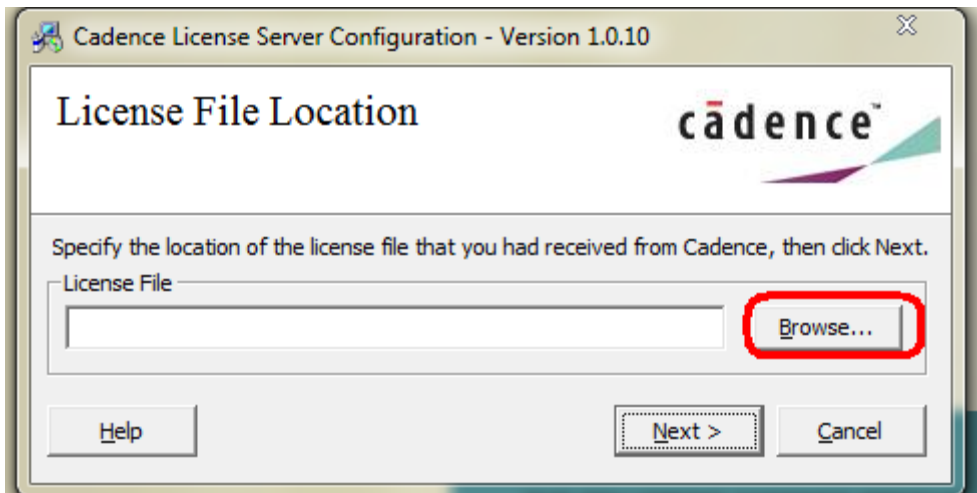 Cadence License Server Configuration - Version 1.0.10
License File Location
cādence™
Specify the location of the license file that you had received from Cadence, then click Next.
License File
Browse...
Help
Next >
Cancel